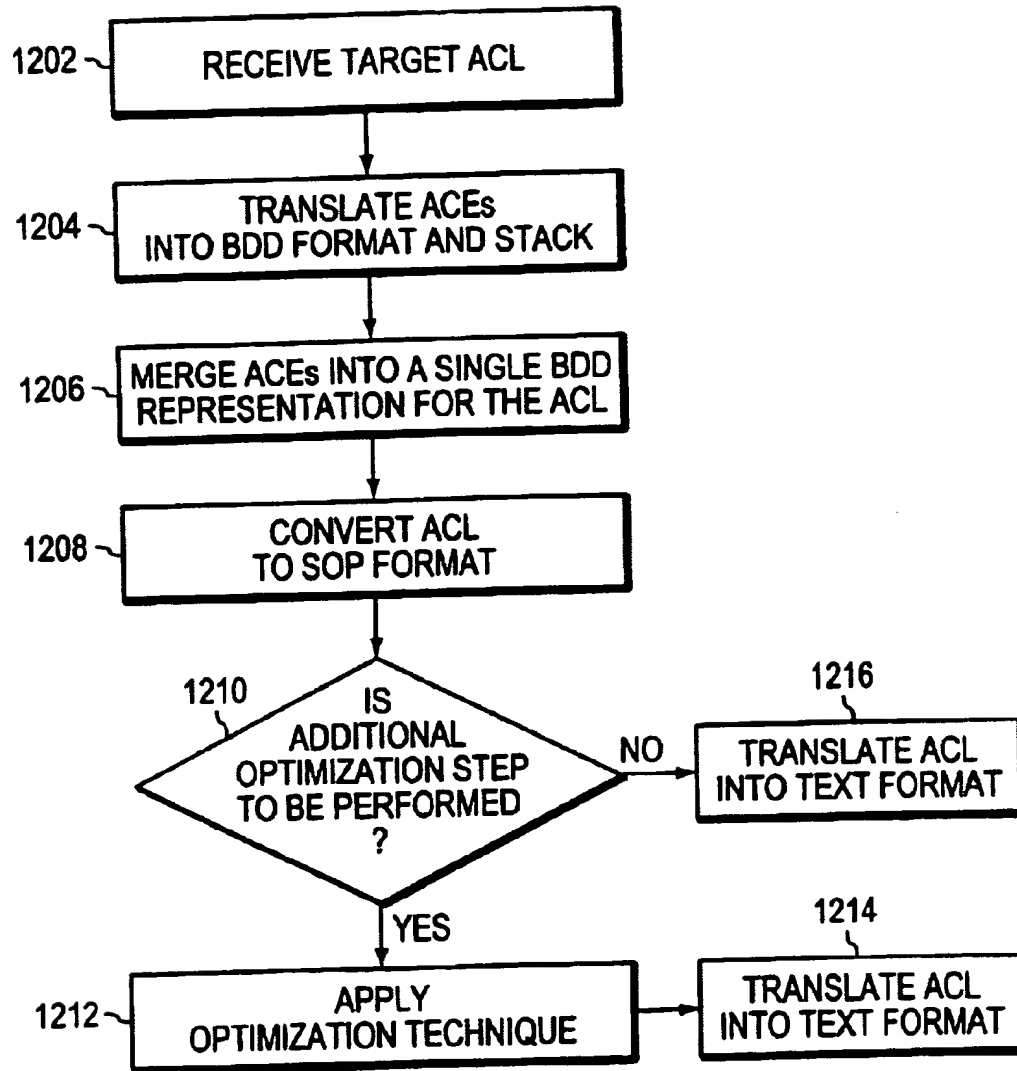 1202
RECEIVE TARGET ACL
1204
TRANSLATE ACEs
INTO BDD FORMAT AND STACK
1206
MERGE ACEs INTO A SINGLE BDD
REPRESENTATION FOR THE ACL
1208
CONVERT ACL
TO SOP FORMAT
1210
IS
ADDITIONAL
OPTIMIZATION STEP
TO BE PERFORMED
?
NO
1216
TRANSLATE ACL
INTO TEXT FORMAT
YES
1212
APPLY
OPTIMIZATION TECHNIQUE
1214
TRANSLATE ACL
INTO TEXT FORMAT